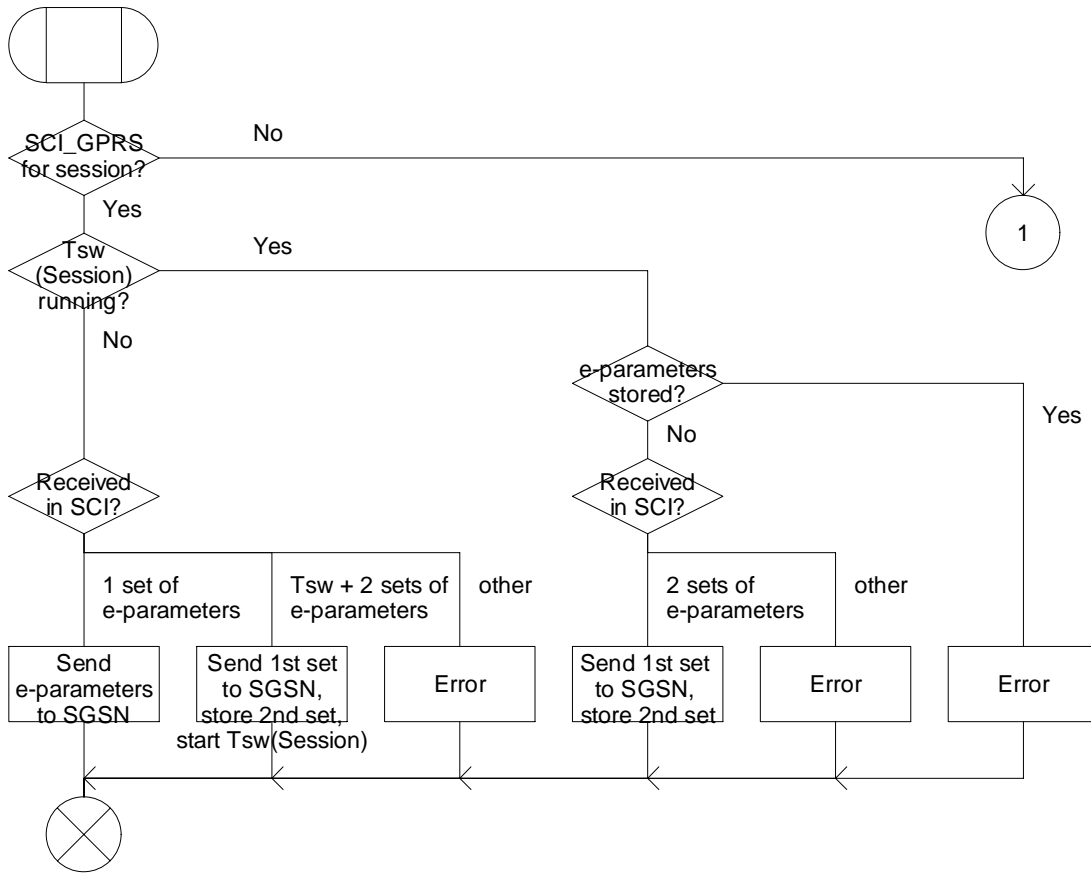 SCI_GPRS
for session?
No
Yes
1
Tsw
(Session)
running?
Yes
No
e-parameters
stored?
Yes
No
Received
in SCI?
Received
in SCI?
1 set of
e-parameters
Tsw + 2 sets of
e-parameters
other
2 sets of
e-parameters
other
Send
e-parameters
to SGSN
Send 1st set
to SGSN,
store 2nd set,
start Tsw(Session)
Error
Send 1st set
to SGSN,
store 2nd set
Error
Error